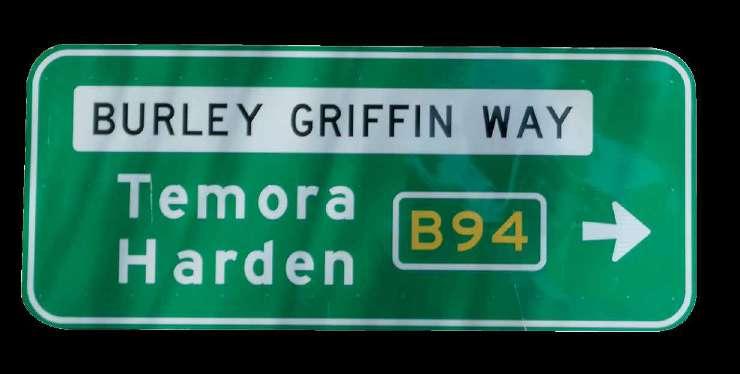 BURLEY GRIFFIN WAY
Temora
Harden
B94